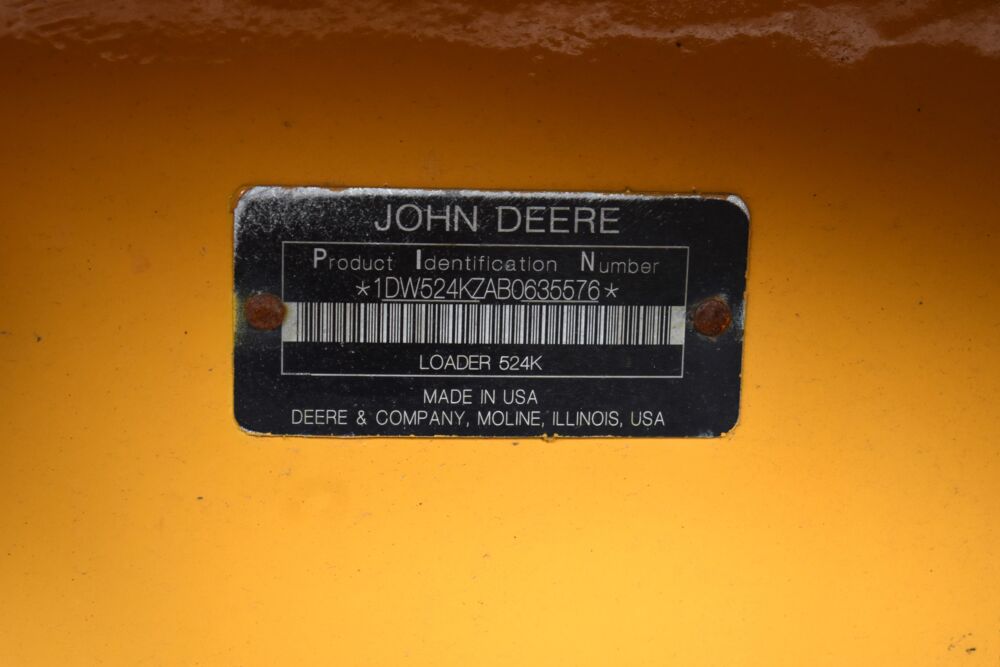 JOHN DEERE
Product Identification Number
*1DW524KZAB0635576*
LOADER 524K
MADE IN USA
DEERE & COMPANY, MOLINE, ILLINOIS, USA